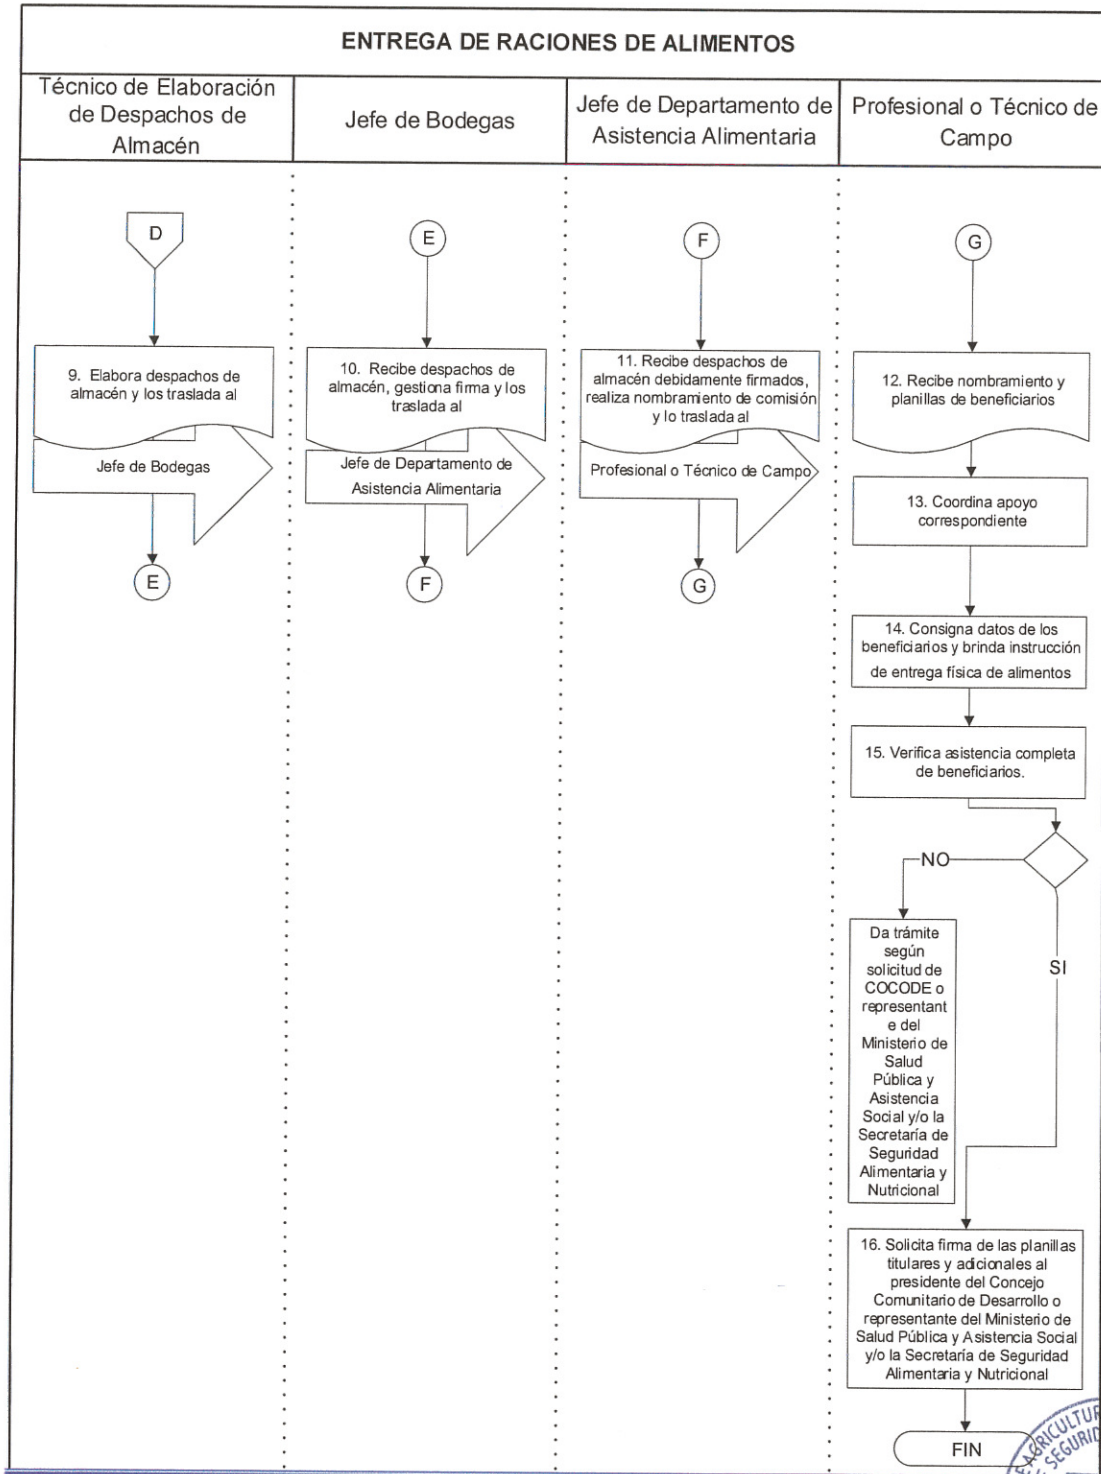 ENTREGA DE RACIONES DE ALIMENTOS
Técnico de Elaboración
de Despachos de
Almacén
Jefe de Bodegas
Jefe de Departamento de
Asistencia Alimentaria
Profesional o Técnico de
Campo
D
9. Elabora despachos de
almacén y los traslada al
Jefe de Bodegas
E
E
10. Recibe despachos de
almacén, gestiona firma y los
traslada al
Jefe de Departamento de
Asistencia Alimentaria
F
F
11. Recibe despachos de
almacén debidamente firmados,
realiza nombramiento de comisión
y lo traslada al
Profesional o Técnico de Campo
G
G
12. Recibe nombramiento y
planillas de beneficiarios
13. Coordina apoyo
correspondiente
14. Consigna datos de los
beneficiarios y brinda instrucción
de entrega física de alimentos
15. Verifica asistencia completa
de beneficiarios.
NO
SI
Da trámite
según
solicitud de
COCODE o
representant
e del
Ministerio de
Salud
Pública y
Asistencia
Social y/o la
Secretaría de
Seguridad
Alimentaria y
Nutricional
16. Solicita firma de las planillas
titulares y adicionales al
presidente del Concejo
Comunitario de Desarrollo o
representante del Ministerio de
Salud Pública y Asistencia Social
y/o la Secretaría de Seguridad
Alimentaria y Nutricional
FIN